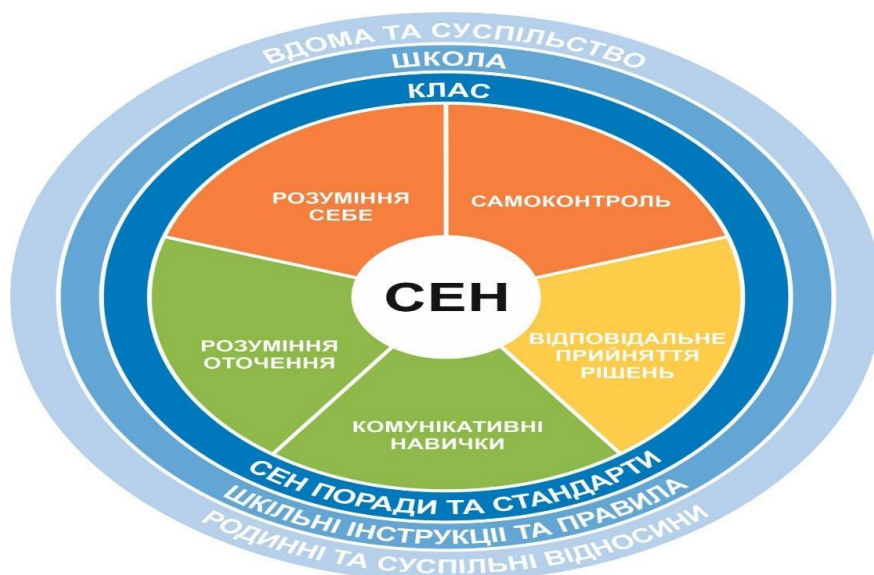 ВДОМА ТА СУСПІЛЬСТВО
ШКОЛА
КЛАС
РОЗУМІННЯ
СЕБЕ
САМОКОНТРОЛЬ
СЕН
РОЗУМІННЯ
ОТОЧЕННЯ
ВІДПОВІДАЛЬНЕ
ПРИЙНЯТТЯ
РІШЕНЬ
КОМУНІКАТИВНІ
НАВИЧКИ
СЕН ПОРАДИ ТА СТАНДАРТИ
ШКІЛЬНІ ІНСТРУКЦІЇ ТА ПРАВИЛА
РОДИННІ ТА СУСПІЛЬНІ ВІДНОСИНИ